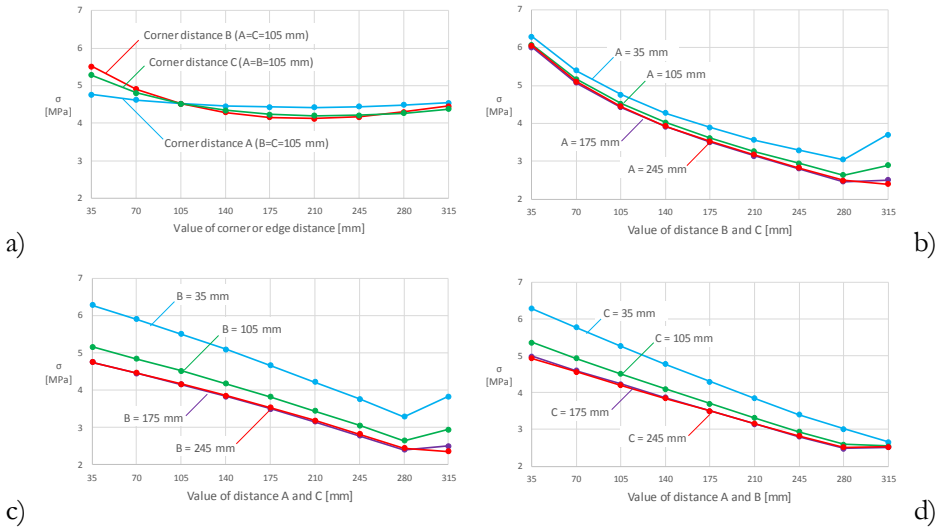 7
6
5
4
3
2
σ
[MPa]
Corner distance B (A=C=105 mm)
Corner distance C (A=B=105 mm)
Corner distance A (B=C=105 mm)
35 70 105 140 175 210 245 280 315
Value of corner or edge distance [mm]
a)
7
6
5
4
3
2
σ
[MPa]
A = 35 mm
A = 105 mm
A = 175 mm
A = 245 mm
35 70 105 140 175 210 245 280 315
Value of distance B and C [mm]
b)
7
6
5
4
3
2
σ
[MPa]
B = 35 mm
B = 105 mm
B = 175 mm
B = 245 mm
35 70 105 140 175 210 245 280 315
Value of distance A and C [mm]
c)
7
6
5
4
3
2
σ
[MPa]
C = 35 mm
C = 105 mm
C = 175 mm
C = 245 mm
35 70 105 140 175 210 245 280 315
Value of distance A and B [mm]
d)